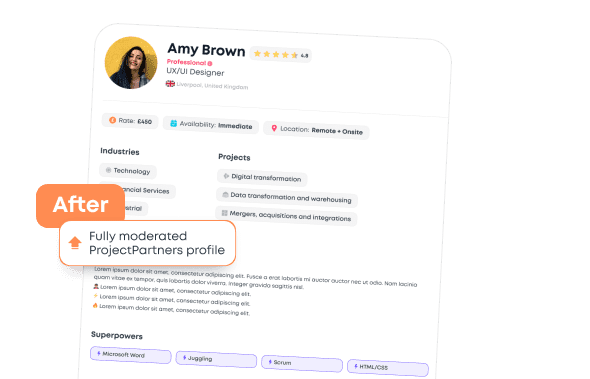 Amy Brown 4.8
Professional
UX/UI Designer
Liverpool, United Kingdom
Rate: £450 Availability: Immediate Location: Remote + Onsite
Industries Projects
Technology Digital transformation
ancial Services Data transformation and warehousing
strial Mergers, acquisitions and integrations
After
Fully moderated
ProjectPartners profile
Lorem ipsum dolor sit amet, consectetur adipiscing elit. Fusce a erat lobortis mi auctor auctor nec ut odio. Nam lacinia
quam vitae ex tempor, quis lobortis dolor viverra. Integer gravida sagittis nisl.
Lorem ipsum dolor sit amet, consectetur adipiscing elit.
Lorem ipsum dolor sit amet, consectetur adipiscing elit.
Lorem ipsum dolor sit amet, consectetur adipiscing elit.
Superpowers
Microsoft Word Juggling Scrum HTML/CSS